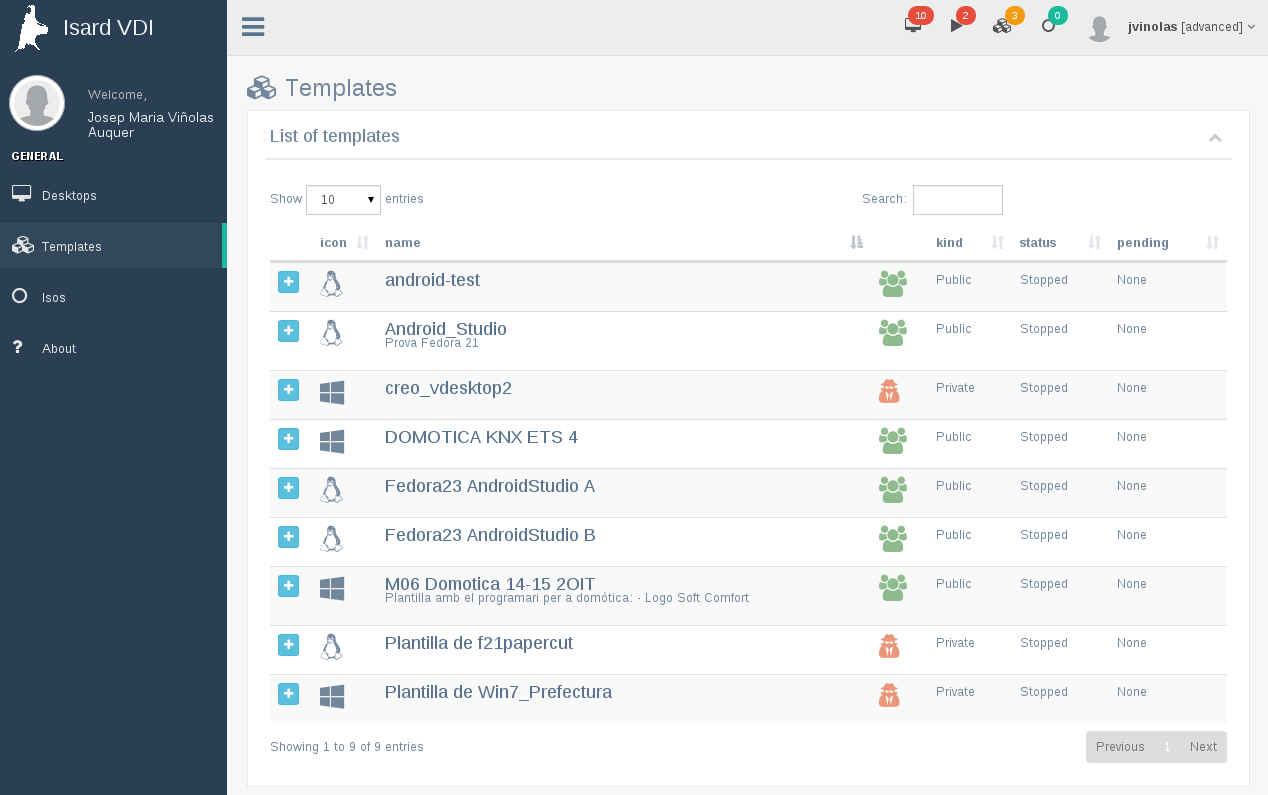 Isard VDI
10 2 3 0 jvinolas [advanced]
Welcome,
Josep Maria Viñolas
Auquer
GENERAL
Desktops
Templates
Isos
? About
Templates
List of templates
Show 10 entries Search:
icon name kind status pending
android-test Public Stopped None
Android_Studio Public Stopped None
Prova Fedora 21
creo_vdesktop2 Private Stopped None
DOMOTICA KNX ETS 4 Public Stopped None
Fedora23 AndroidStudio A Public Stopped None
Fedora23 AndroidStudio B Public Stopped None
M06 Domotica 14-15 2OIT Public Stopped None
Plantilla amb el programari per a domòtica: - Logo Soft Comfort
Plantilla de f21papercut Private Stopped None
Plantilla de Win7_Prefectura Private Stopped None
Showing 1 to 9 of 9 entries Previous 1 Next